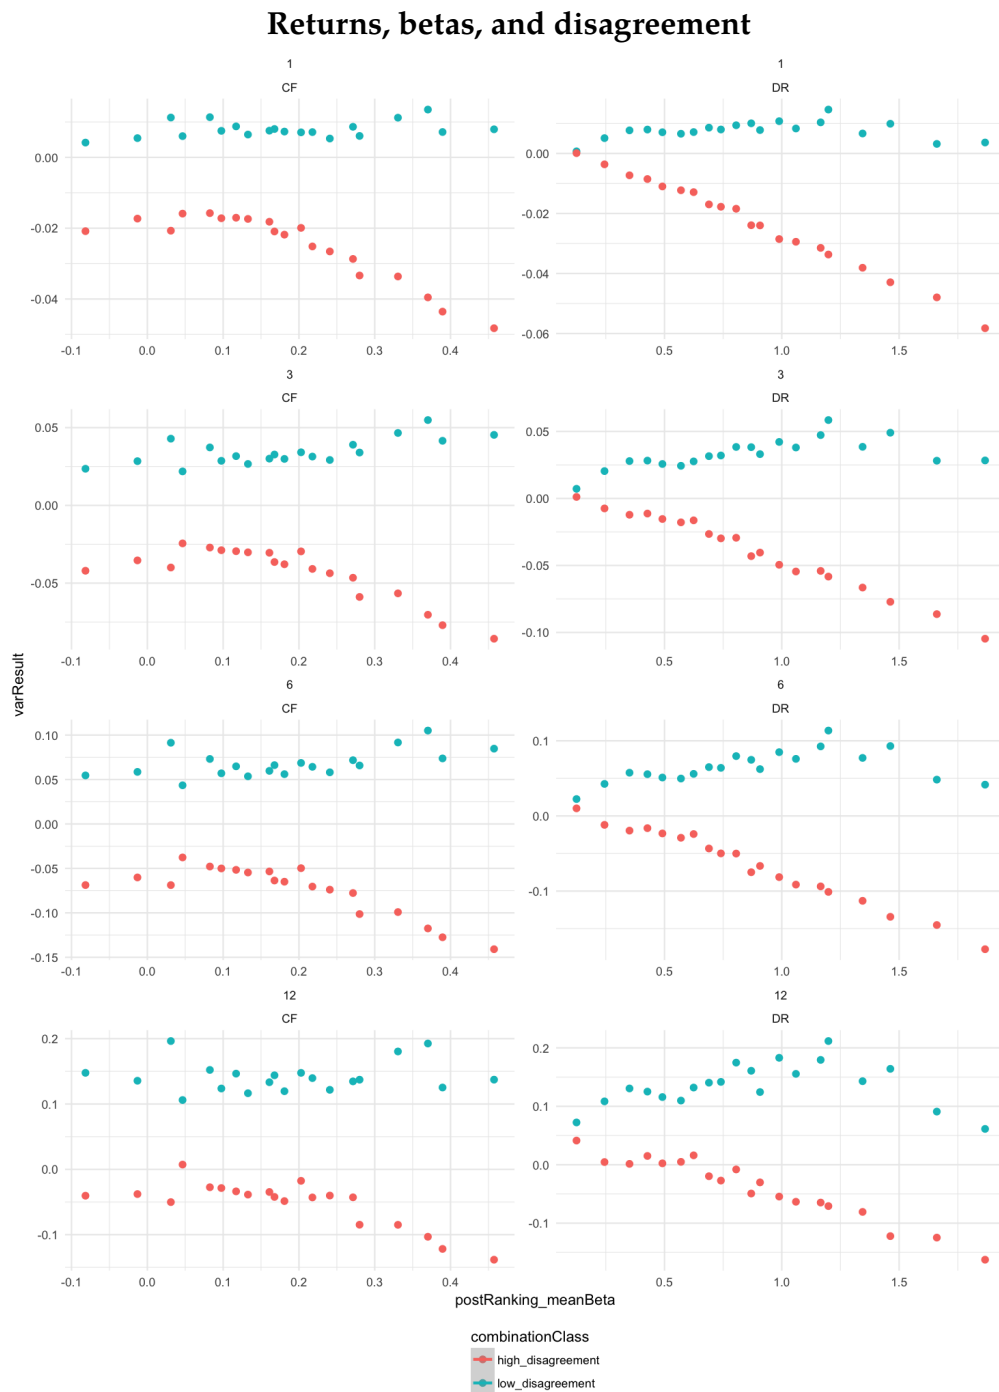 Returns, betas, and disagreement
1 1
CF DR
0.00 0.00
-0.02 -0.02
-0.04 -0.04
-0.06
-0.1 0.0 0.1 0.2 0.3 0.4 0.5 1.0 1.5
3 3
CF DR
0.05 0.05
0.00 0.00
-0.05 -0.05
-0.10
-0.1 0.0 0.1 0.2 0.3 0.4 0.5 1.0 1.5
varResult
6 6
CF DR
0.10 0.1
0.05
0.00 0.0
-0.05
-0.10 -0.1
-0.15
-0.1 0.0 0.1 0.2 0.3 0.4 0.5 1.0 1.5
12 12
CF DR
0.2 0.2
0.1 0.1
0.0 0.0
-0.1 -0.1
-0.1 0.0 0.1 0.2 0.3 0.4 0.5 1.0 1.5
postRanking_meanBeta
combinationClass
high_disagreement
low_disagreement